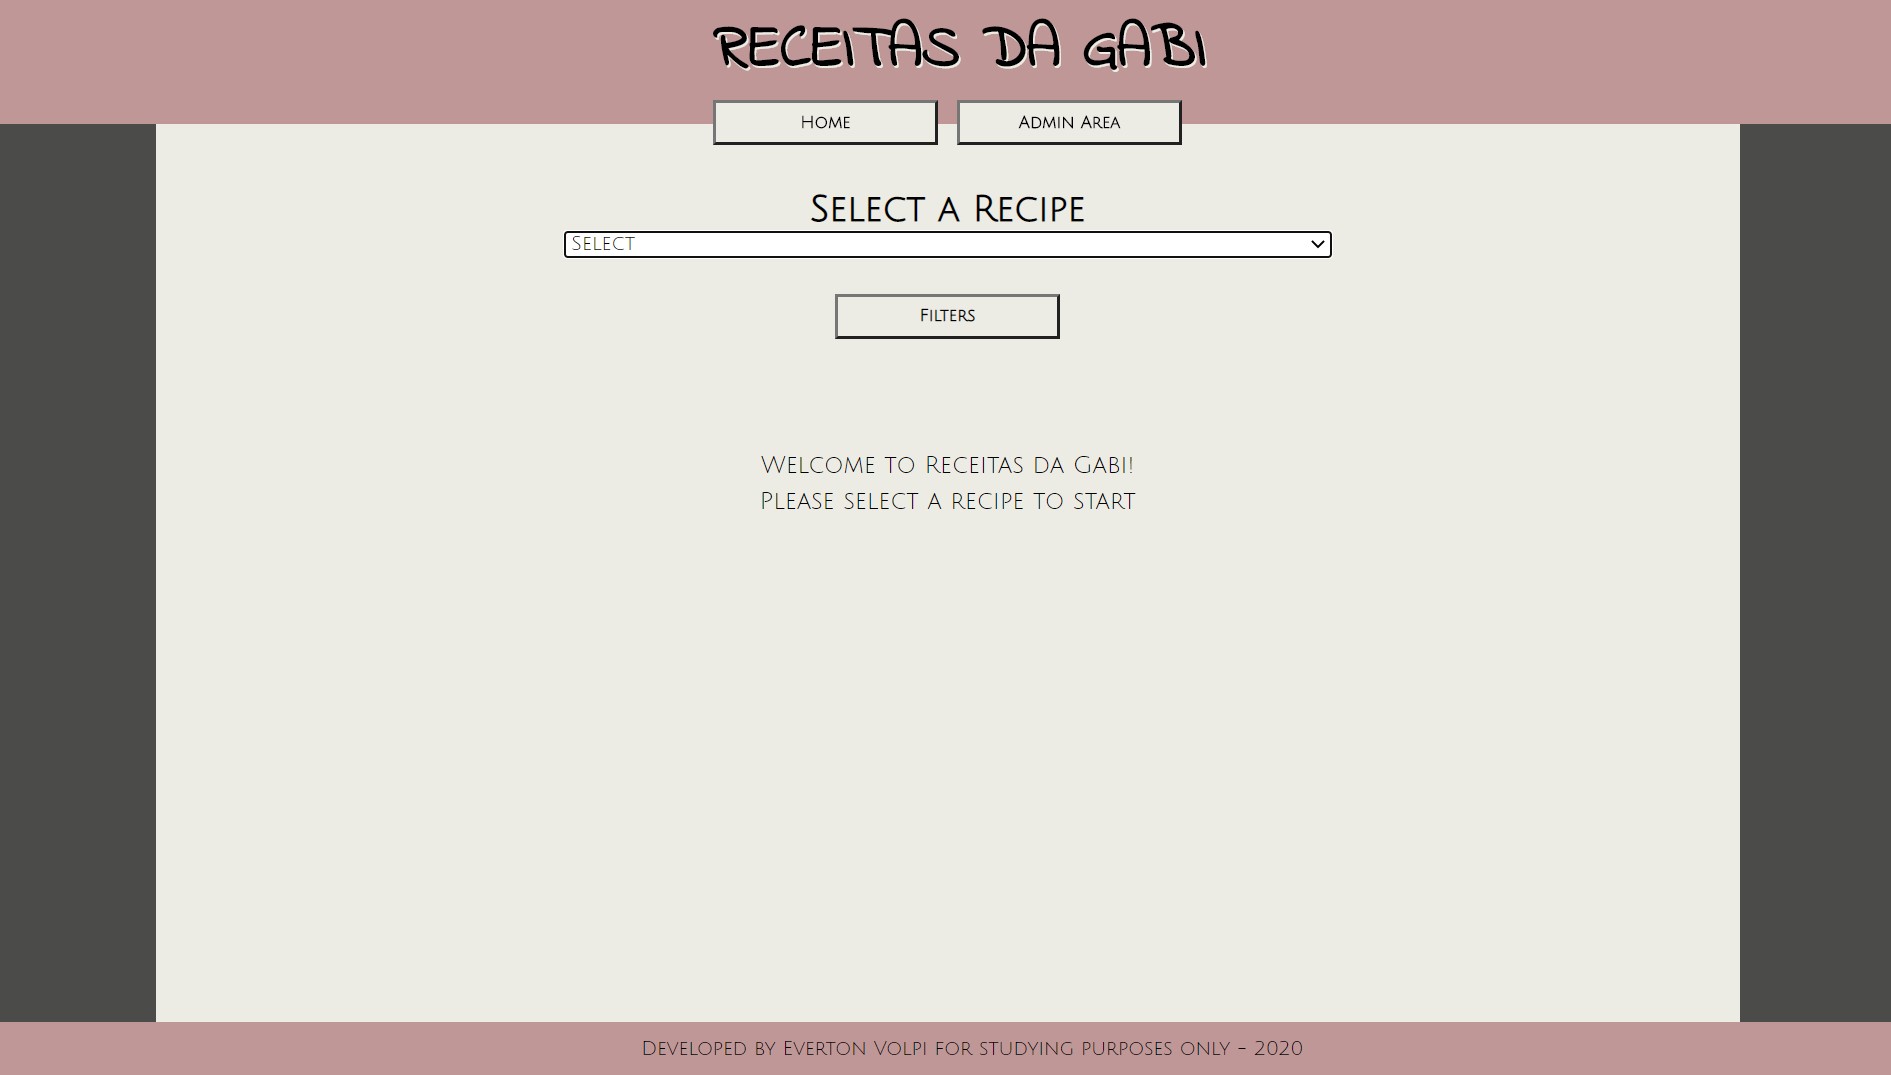 RECEITAS DA GABI
Home
Admin Area
Select a Recipe
Select
Filters
Welcome to Receitas da Gabi!
Please select a recipe to start
Developed by Everton Volpi for studying purposes only - 2020